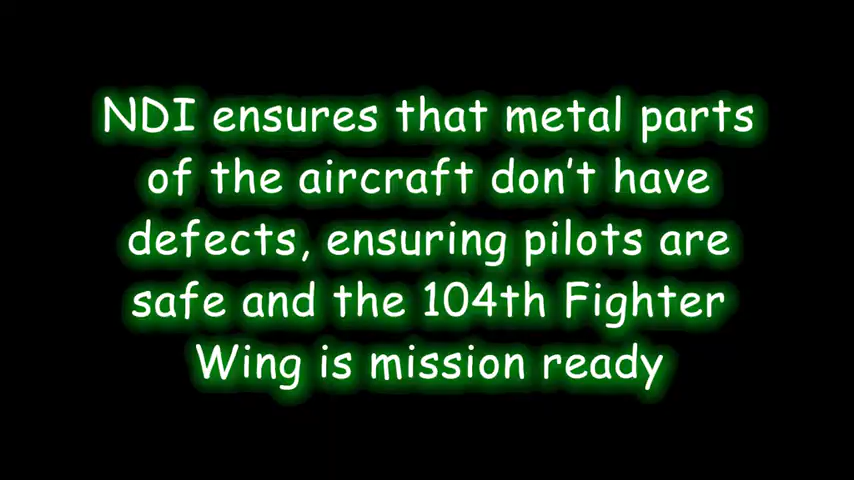 NDI ensures that metal parts
of the aircraft don’t have
defects, ensuring pilots are
safe and the 104th Fighter
Wing is mission ready